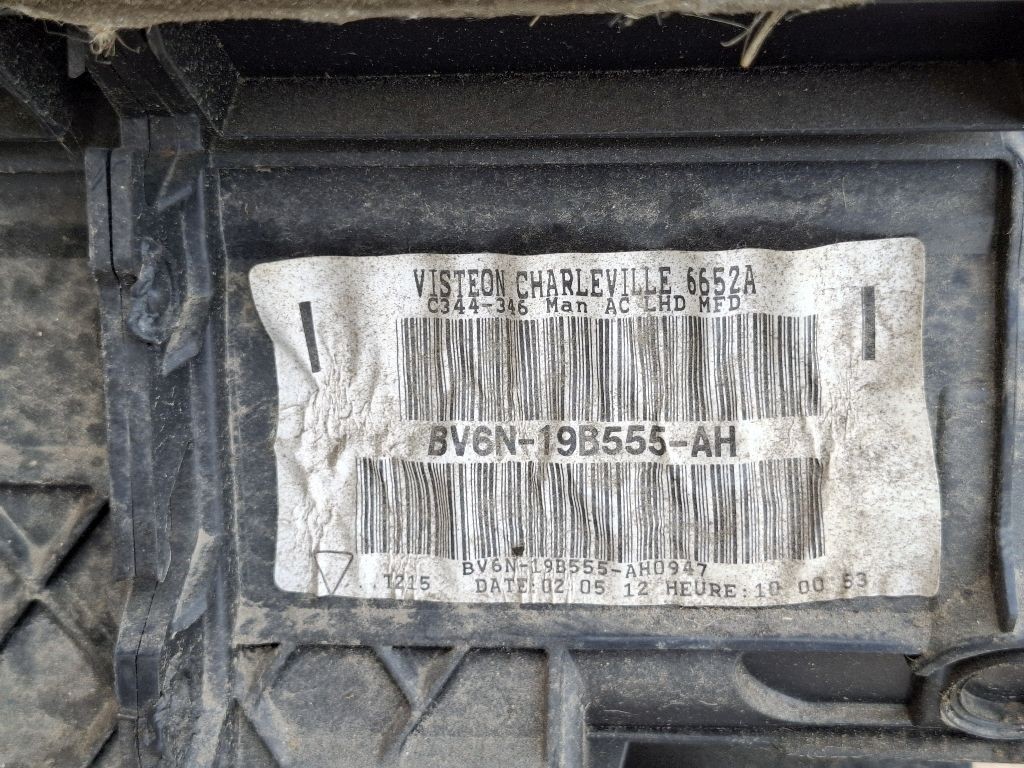 VISTEON CHARLEVILLE 6652A
C344-346 Man AC LHD MFD
BV6N-19B555-AH
BV6N-19B555-AH0947
...T215 DATE:02 05 12 HEURE:10 00 53